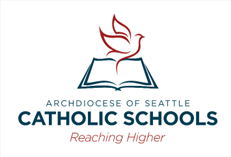 ARCHDIOCESE OF SEATTLE
CATHOLIC SCHOOLS
Reaching Higher